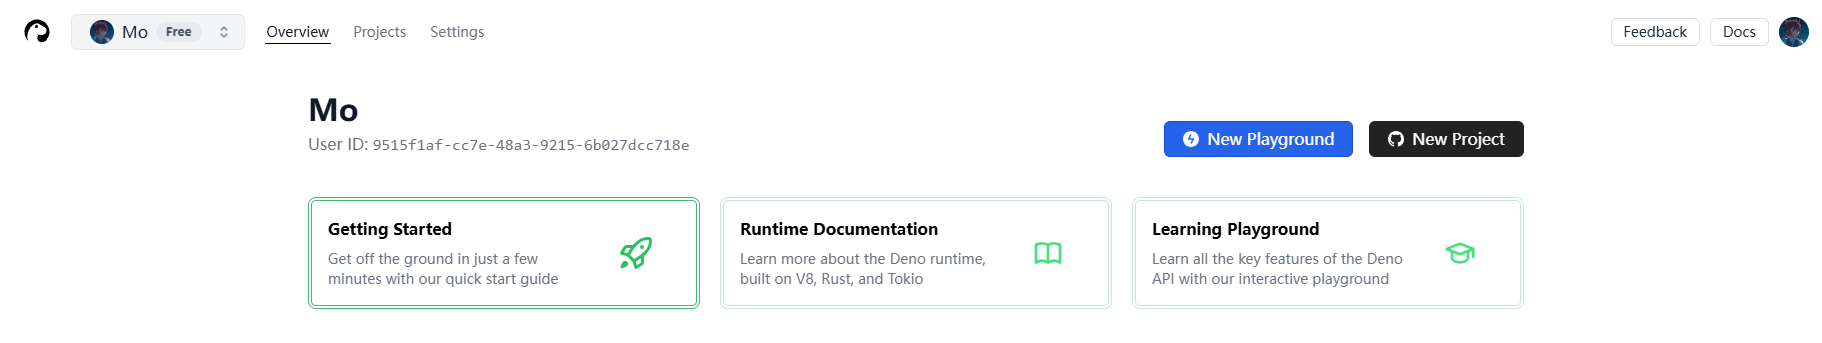 Mo Free
Overview
Projects
Settings
Feedback
Docs
Mo
User ID: 9515f1af-cc7e-48a3-9215-6b027dcc718e
New Playground
New Project
Getting Started
Get off the ground in just a few
minutes with our quick start guide
Runtime Documentation
Learn more about the Deno runtime,
built on V8, Rust, and Tokio
Learning Playground
Learn all the key features of the Deno
API with our interactive playground